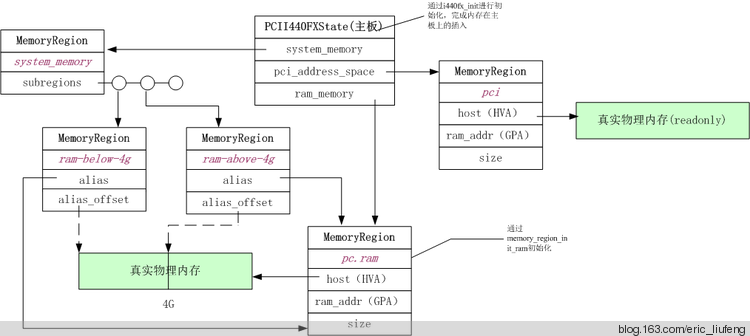 通过i440fx_init进行初
始化，完成内存在主
板上的插入
PCII440FXState(主板)
system_memory
pci_address_space
ram_memory
MemoryRegion
system_memory
subregions
MemoryRegion
pci
host（HVA）
ram_addr（GPA）
size
真实物理内存(readonly)
MemoryRegion
ram-below-4g
alias
alias_offset
MemoryRegion
ram-above-4g
alias
alias_offset
MemoryRegion
pc.ram
host（HVA）
ram_addr（GPA）
size
通过
memory_region_in
it_ram初始化
真实物理内存
4G
blog.163.com/eric_liufeng